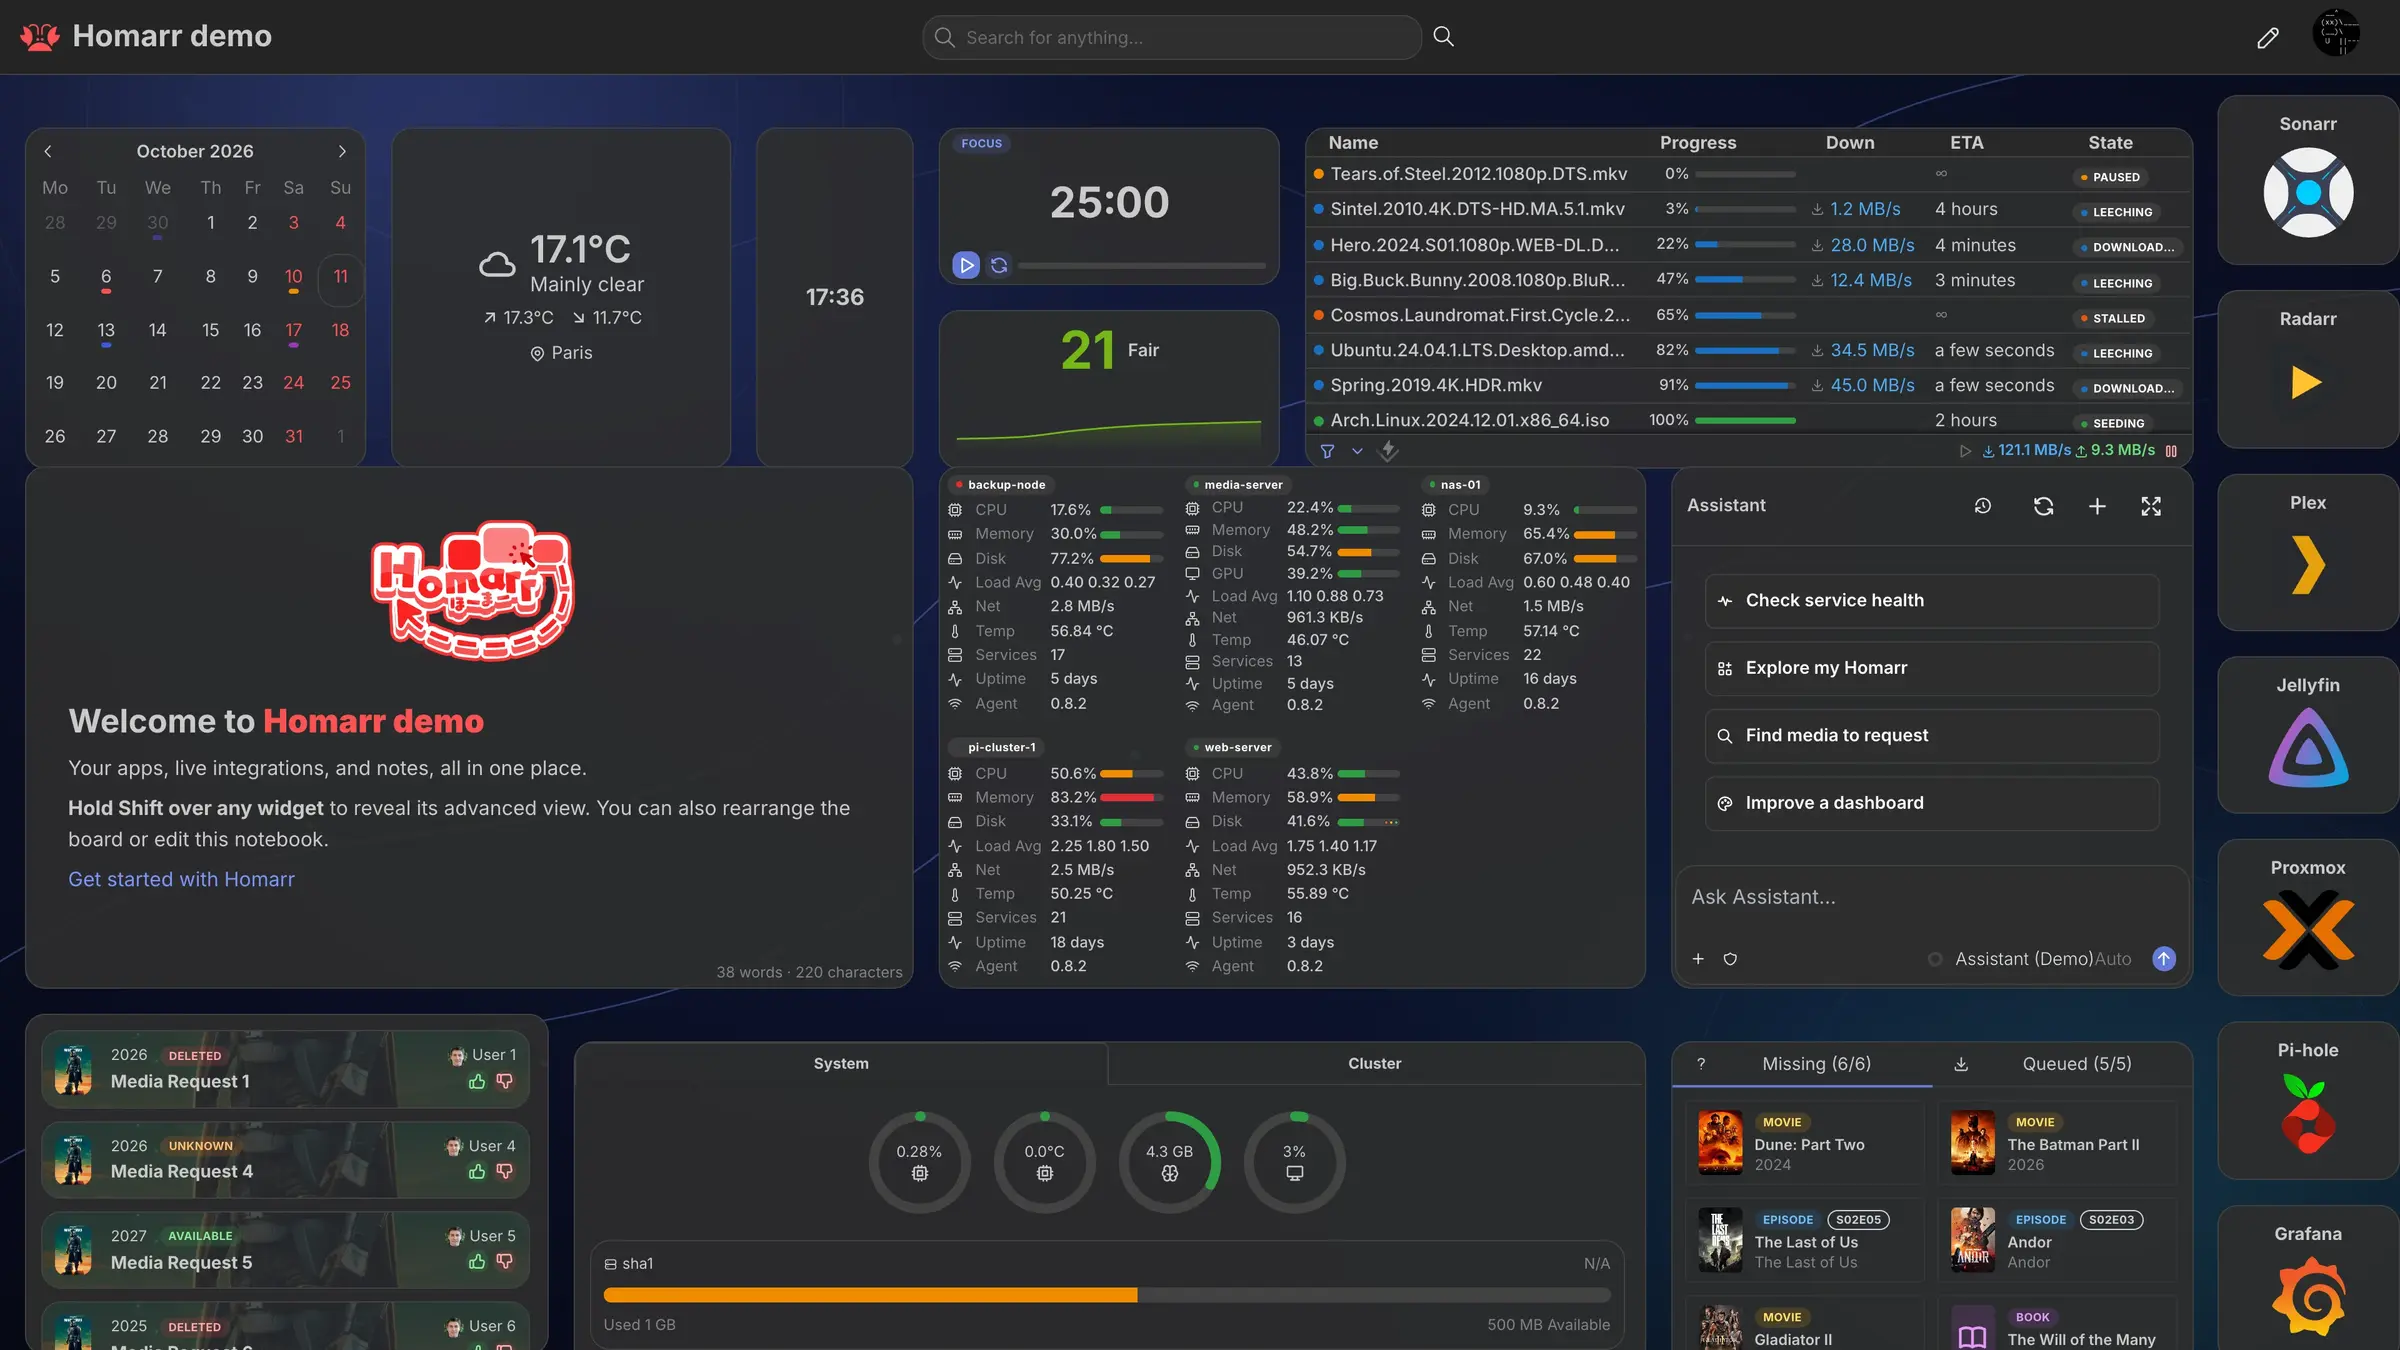 Homarr demo
Search for anything...
October 2026
Mo Tu We Th Fr Sa Su
28 29 30 1 2 3 4
5 6 7 8 9 10 11
12 13 14 15 16 17 18
19 20 21 22 23 24 25
26 27 28 29 30 31 1
17.1°C
Mainly clear
17.3°C 11.7°C
Paris
17:36
FOCUS
25:00
21 Fair
Name Progress Down ETA State
Tears.of.Steel.2012.1080p.DTS.mkv 0% ∞ PAUSED
Sintel.2010.4K.DTS-HD.MA.5.1.mkv 3% 1.2 MB/s 4 hours LEECHING
Hero.2024.S01.1080p.WEB-DL.D... 22% 28.0 MB/s 4 minutes DOWNLOAD...
Big.Buck.Bunny.2008.1080p.BluR... 47% 12.4 MB/s 3 minutes LEECHING
Cosmos.Laundromat.First.Cycle.2... 65% ∞ STALLED
Ubuntu.24.04.1.LTS.Desktop.amd... 82% 34.5 MB/s a few seconds LEECHING
Spring.2019.4K.HDR.mkv 91% 45.0 MB/s a few seconds DOWNLOAD...
Arch.Linux.2024.12.01.x86_64.iso 100% 2 hours SEEDING
121.1 MB/s 9.3 MB/s
Homarr
ほーまー
Welcome to Homarr demo
Your apps, live integrations, and notes, all in one place.
Hold Shift over any widget to reveal its advanced view. You can also rearrange the
board or edit this notebook.
Get started with Homarr
38 words · 220 characters
backup-node
CPU 17.6%
Memory 30.0%
Disk 77.2%
Load Avg 0.40 0.32 0.27
Net 2.8 MB/s
Temp 56.84 °C
Services 17
Uptime 5 days
Agent 0.8.2
media-server
CPU 22.4%
Memory 48.2%
Disk 54.7%
GPU 39.2%
Load Avg 1.10 0.88 0.73
Net 961.3 KB/s
Temp 46.07 °C
Services 13
Uptime 5 days
Agent 0.8.2
nas-01
CPU 9.3%
Memory 65.4%
Disk 67.0%
Load Avg 0.60 0.48 0.40
Net 1.5 MB/s
Temp 57.14 °C
Services 22
Uptime 16 days
Agent 0.8.2
pi-cluster-1
CPU 50.6%
Memory 83.2%
Disk 33.1%
Load Avg 2.25 1.80 1.50
Net 2.5 MB/s
Temp 50.25 °C
Services 21
Uptime 18 days
Agent 0.8.2
web-server
CPU 43.8%
Memory 58.9%
Disk 41.6%
Load Avg 1.75 1.40 1.17
Net 952.3 KB/s
Temp 55.89 °C
Services 16
Uptime 3 days
Agent 0.8.2
Assistant
Check service health
Explore my Homarr
Find media to request
Improve a dashboard
Ask Assistant...
Assistant (Demo) Auto
2026 DELETED User 1
Media Request 1
2026 UNKNOWN User 4
Media Request 4
2027 AVAILABLE User 5
Media Request 5
2025 DELETED User 6
System Cluster
0.28% 0.0°C 4.3 GB 3%
sha1 N/A
Used 1 GB 500 MB Available
? Missing (6/6) Queued (5/5)
MOVIE
Dune: Part Two
2024
MOVIE
The Batman Part II
2026
THE LAST
EPISODE S02E05
The Last of Us
The Last of Us
ANDOR
EPISODE S02E03
Andor
Andor
MOVIE
Gladiator II
BOOK
The Will of the Many
Sonarr
Radarr
Plex
Jellyfin
Proxmox
Pi-hole
Grafana